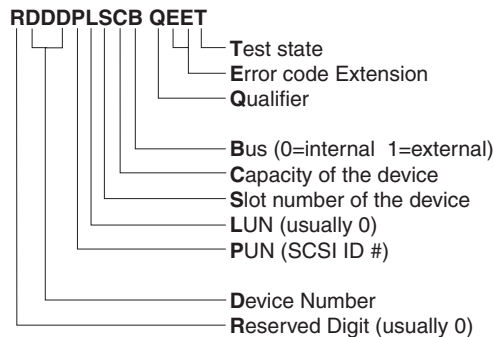 RDDDPLSCB QEET
Test state
Error code Extension
Qualifier
Bus (0=internal 1=external)
Capacity of the device
Slot number of the device
LUN (usually 0)
PUN (SCSI ID #)
Device Number
Reserved Digit (usually 0)